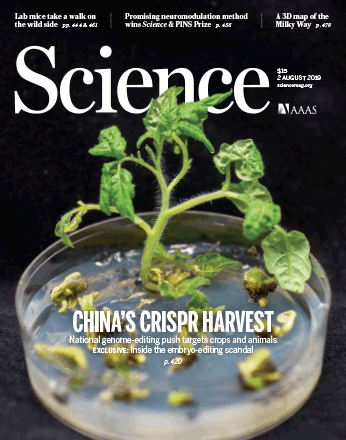 Lab mice take a walk on
the wild side pp. 444 & 461
Promising neuromodulation method
wins Science & PINS Prize p. 455
A 3D map of the
Milky Way p. 478
Science
$15
2 AUGUST 2019
sciencemag.org
AAAS
CHINA'S CRISPR HARVEST
National genome-editing push targets crops and animals
EXCLUSIVE: Inside the embryo-editing scandal
p. 420